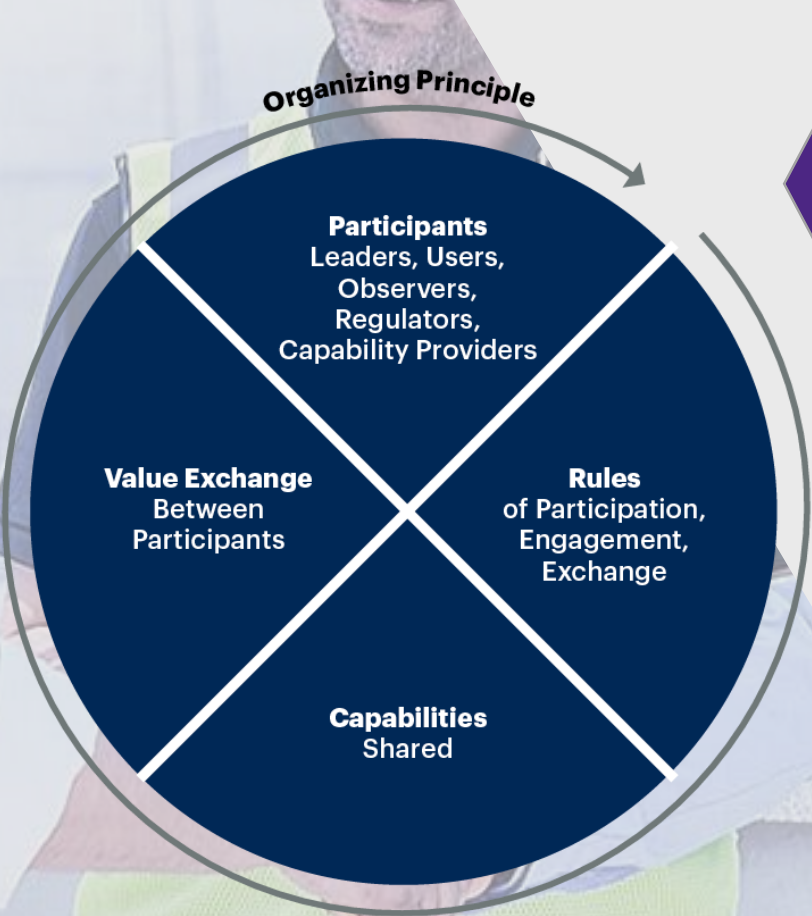 Organizing Principle
Participants
Leaders, Users,
Observers,
Regulators,
Capability Providers
Value Exchange
Between
Participants
Rules
of Participation,
Engagement,
Exchange
Capabilities
Shared